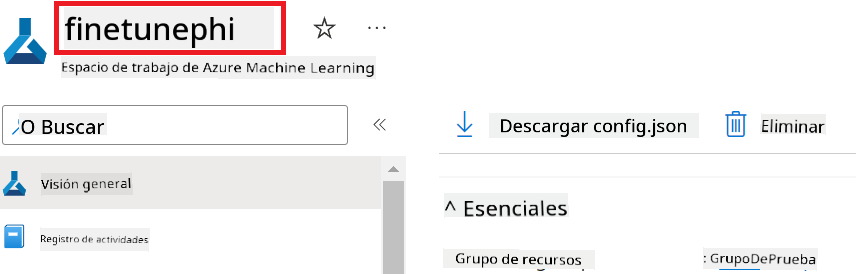 finetunephi
Espacio de trabajo de Azure Machine Learning
O Buscar
Descargar config.json
Eliminar
Visión general
^ Esenciales
Registro de actividades
Grupo de recursos
: GrupoDePrueba